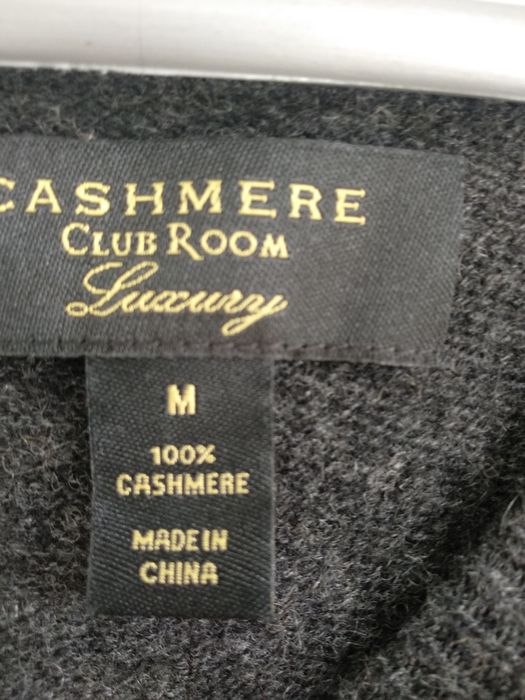 CASHMERE
CLUB ROOM
Luxury
M
100%
CASHMERE
MADE IN
CHINA